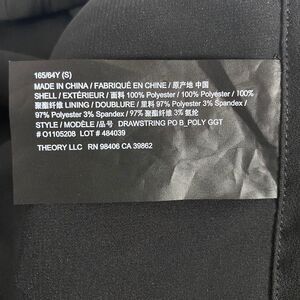 165/64Y (S)
MADE IN CHINA / FABRIQUÉ EN CHINE / 原产地 中国
SHELL / EXTÉRIEUR / 面料 100% Polyester / 100% Polyester / 100%
聚酯纤维 LINING / DOUBLURE / 里料 97% Polyester 3% Spandex /
97% Polyester 3% Spandex / 97% 聚酯纤维 3% 氨纶
STYLE / MODÈLE / 品号 DRAWSTRING PO B_POLY GGT
# O1105208 LOT # 484039
THEORY LLC RN 98406 CA 39862